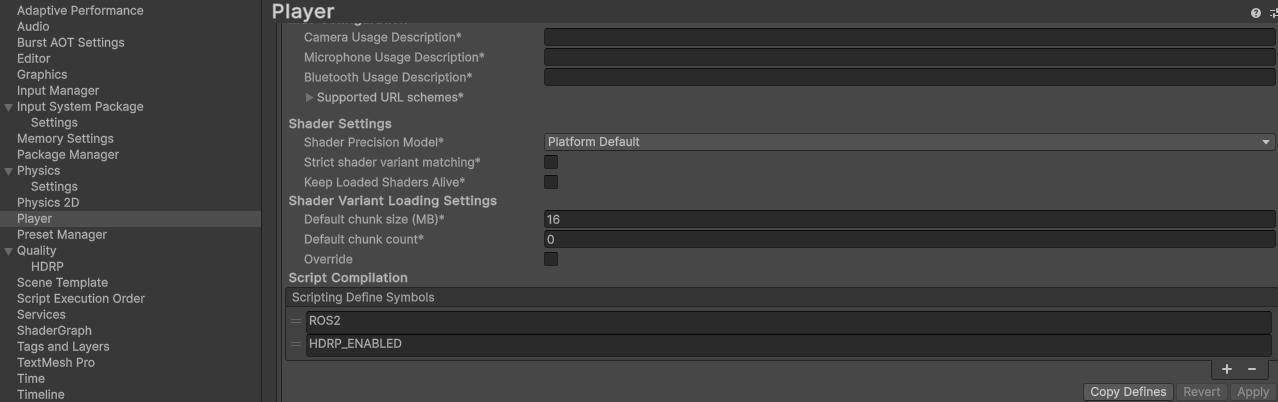 Adaptive Performance
Audio
Burst AOT Settings
Editor
Graphics
Input Manager
Input System Package
Settings
Memory Settings
Package Manager
Physics
Settings
Physics 2D
Player
Preset Manager
Quality
HDRP
Scene Template
Script Execution Order
Services
ShaderGraph
Tags and Layers
TextMesh Pro
Time
Timeline
Player
Camera Usage Description*
Microphone Usage Description*
Bluetooth Usage Description*
Supported URL schemes*
Shader Settings
Shader Precision Model* Platform Default
Strict shader variant matching*
Keep Loaded Shaders Alive*
Shader Variant Loading Settings
Default chunk size (MB)* 16
Default chunk count* 0
Override
Script Compilation
Scripting Define Symbols
ROS2
HDRP_ENABLED
+ −
Copy Defines Revert Apply